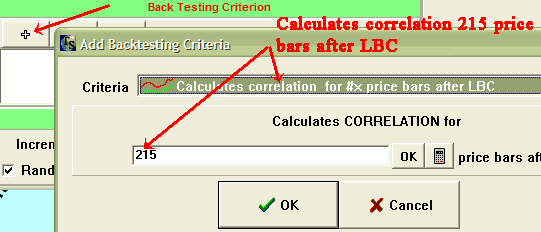 Back Testing Criterion
Calculates correlation 215 price
bars after LBC
Add Backtesting Criteria
Criteria
Calculates correlation for #x price bars after LBC
Calculates CORRELATION for
Increm
215
OK
price bars aft
Rand
OK
Cancel